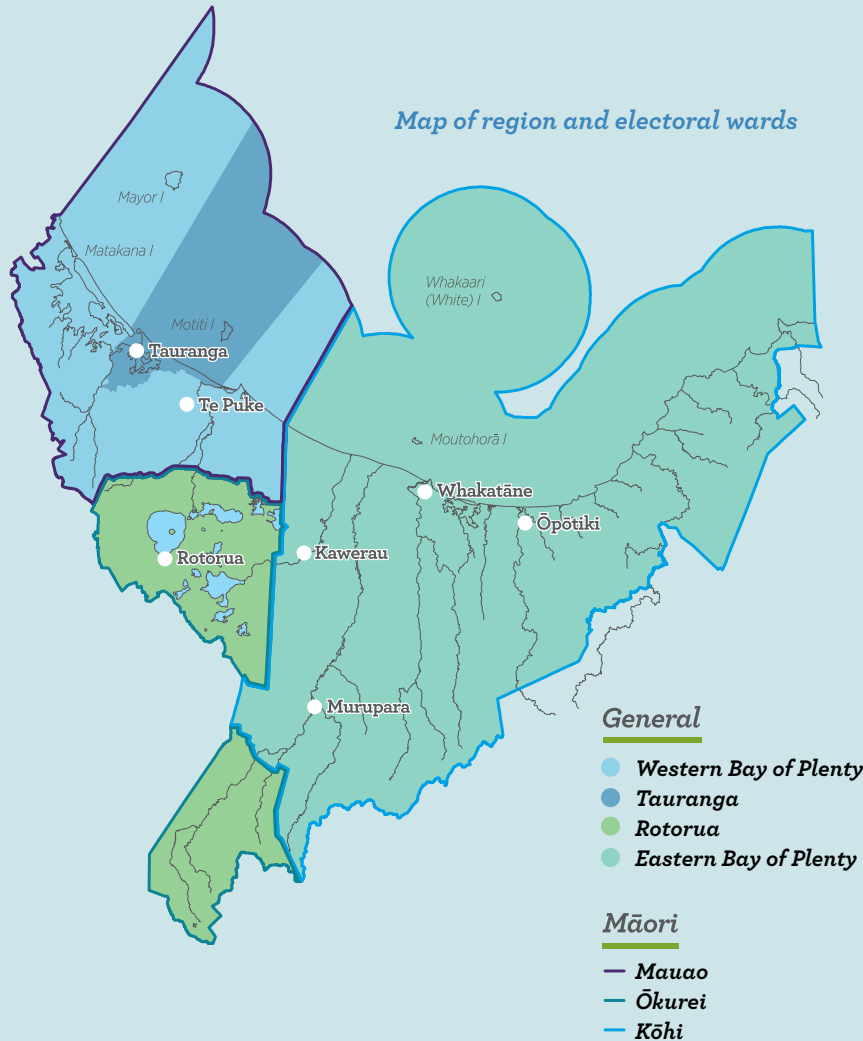 Map of region and electoral wards
Mayor I
Matakana I
Whakaari
(White) I
Motiti I
Tauranga
Te Puke
Moutohorā I
Whakatāne
Ōpōtiki
Kawerau
Rotorua
Murupara
General
Western Bay of Plenty
Tauranga
Rotorua
Eastern Bay of Plenty
Māori
Mauao
Ōkurei
Kōhi